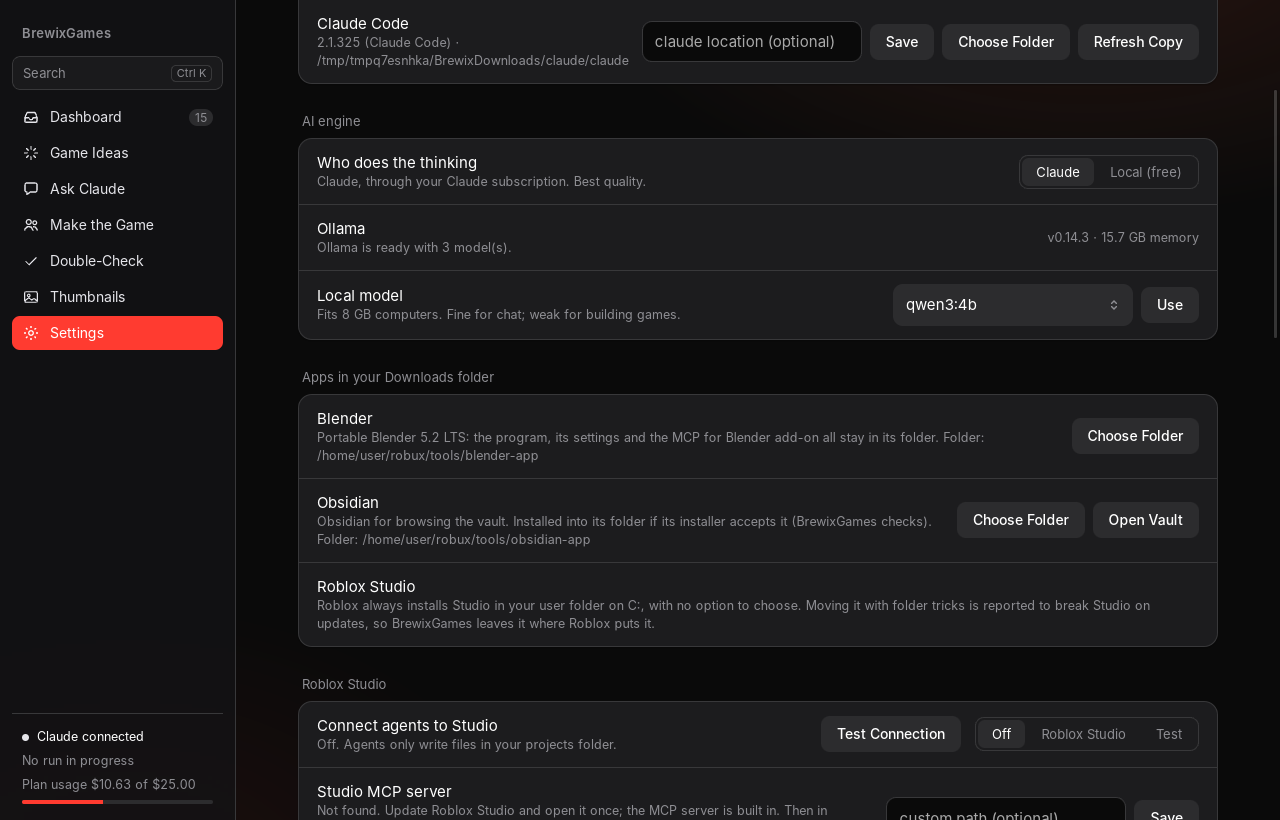 BrewixGames
Search
Ctrl K
Dashboard
15
Game Ideas
Ask Claude
Make the Game
Double-Check
Thumbnails
Settings
Claude connected
No run in progress
Plan usage $10.63 of $25.00
Claude Code
2.1.325 (Claude Code) ·
/tmp/tmpq7esnhka/BrewixDownloads/claude/claude
claude location (optional)
Save
Choose Folder
Refresh Copy
AI engine
Who does the thinking
Claude, through your Claude subscription. Best quality.
Claude
Local (free)
Ollama
Ollama is ready with 3 model(s).
v0.14.3 · 15.7 GB memory
Local model
Fits 8 GB computers. Fine for chat; weak for building games.
qwen3:4b
Use
Apps in your Downloads folder
Blender
Portable Blender 5.2 LTS: the program, its settings and the MCP for Blender add-on all stay in its folder. Folder:
/home/user/robux/tools/blender-app
Choose Folder
Obsidian
Obsidian for browsing the vault. Installed into its folder if its installer accepts it (BrewixGames checks).
Folder: /home/user/robux/tools/obsidian-app
Choose Folder
Open Vault
Roblox Studio
Roblox always installs Studio in your user folder on C:, with no option to choose. Moving it with folder tricks is reported to break Studio on
updates, so BrewixGames leaves it where Roblox puts it.
Roblox Studio
Connect agents to Studio
Off. Agents only write files in your projects folder.
Test Connection
Off
Roblox Studio
Test
Studio MCP server
Not found. Update Roblox Studio and open it once; the MCP server is built in. Then in
custom path (optional)
Save